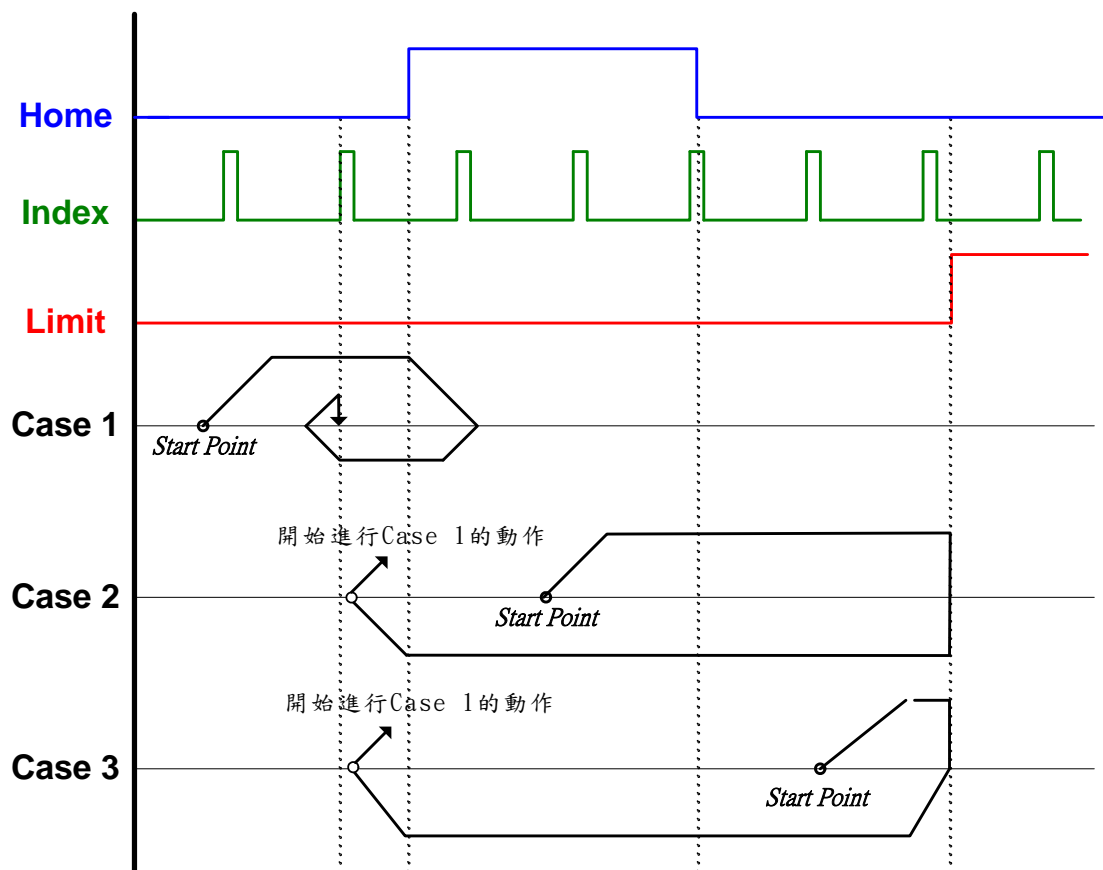 Home
Index
Limit
Case 1
Start Point
開始進行Case 1的動作
Case 2
Start Point
開始進行Case 1的動作
Case 3
Start Point